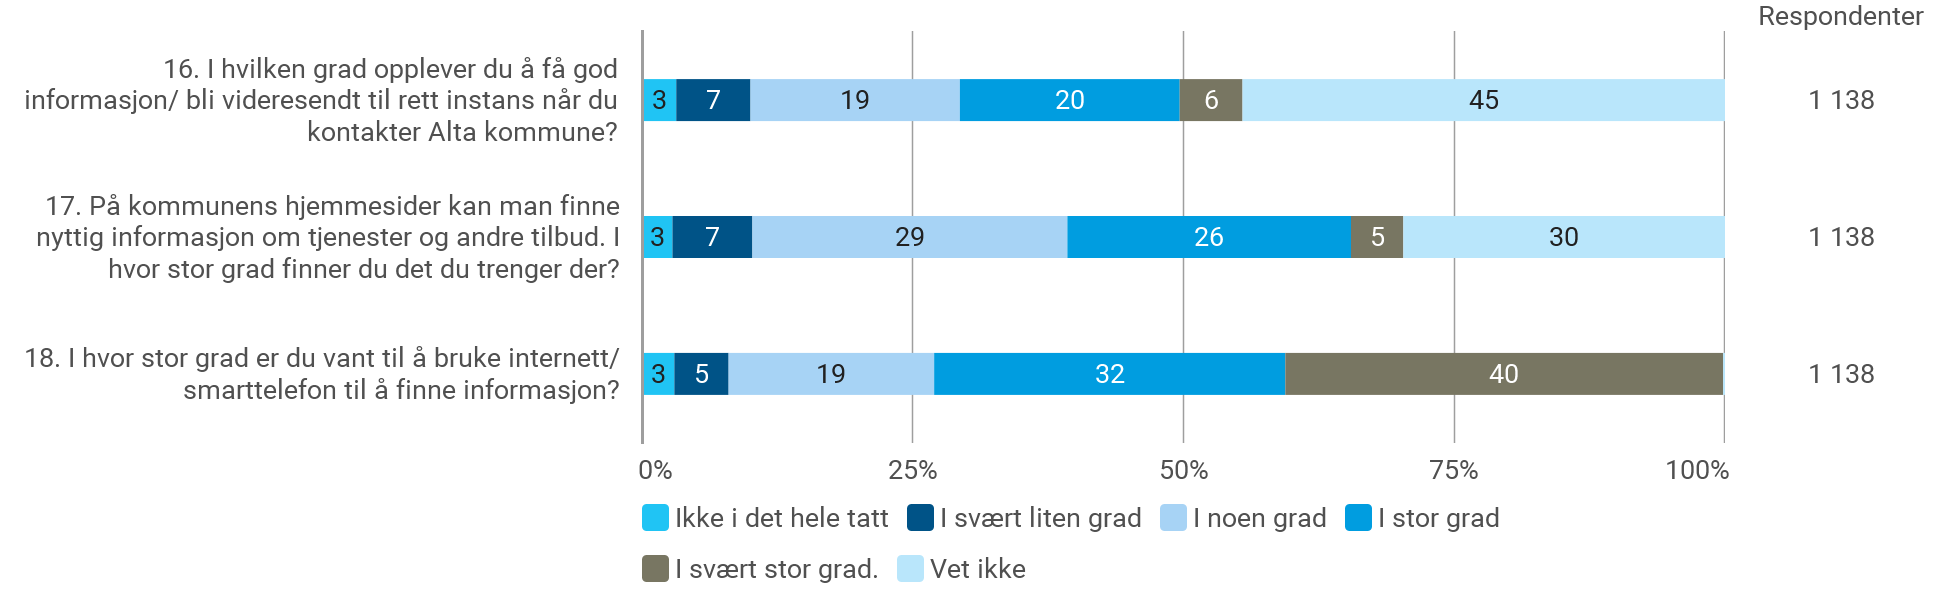 Respondenter
16. I hvilken grad opplever du å få god
informasjon/ bli videresendt til rett instans når du
kontakter Alta kommune?
3 7 19 20 6 45 1 138
17. På kommunens hjemmesider kan man finne
nyttig informasjon om tjenester og andre tilbud. I
hvor stor grad finner du det du trenger der?
3 7 29 26 5 30 1 138
18. I hvor stor grad er du vant til å bruke internett/
smarttelefon til å finne informasjon?
3 5 19 32 40 1 138
0% 25% 50% 75% 100%
Ikke i det hele tatt I svært liten grad I noen grad I stor grad
I svært stor grad. Vet ikke